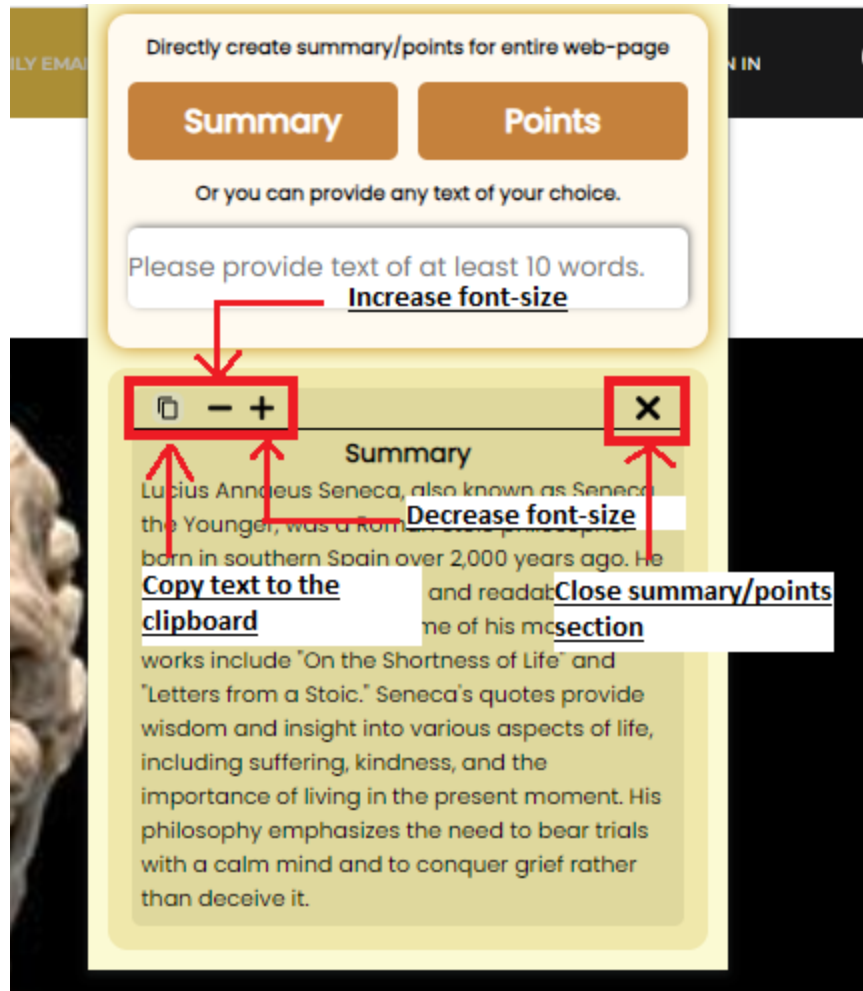 ILY EMAI
N IN
Directly create summary/points for entire web-page
Summary Points
Or you can provide any text of your choice.
Please provide text of at least 10 words.
Increase font-size
Summary
Lucius Annaeus Seneca, also known as Seneca
the Younger, was a Roman stoic philosopher
Decrease font-size
born in southern Spain over 2,000 years ago. He
Copy text to the
clipboard
and readab
Close summary/points
section
me of his mo
works include "On the Shortness of Life" and
"Letters from a Stoic." Seneca's quotes provide
wisdom and insight into various aspects of life,
including suffering, kindness, and the
importance of living in the present moment. His
philosophy emphasizes the need to bear trials
with a calm mind and to conquer grief rather
than deceive it.